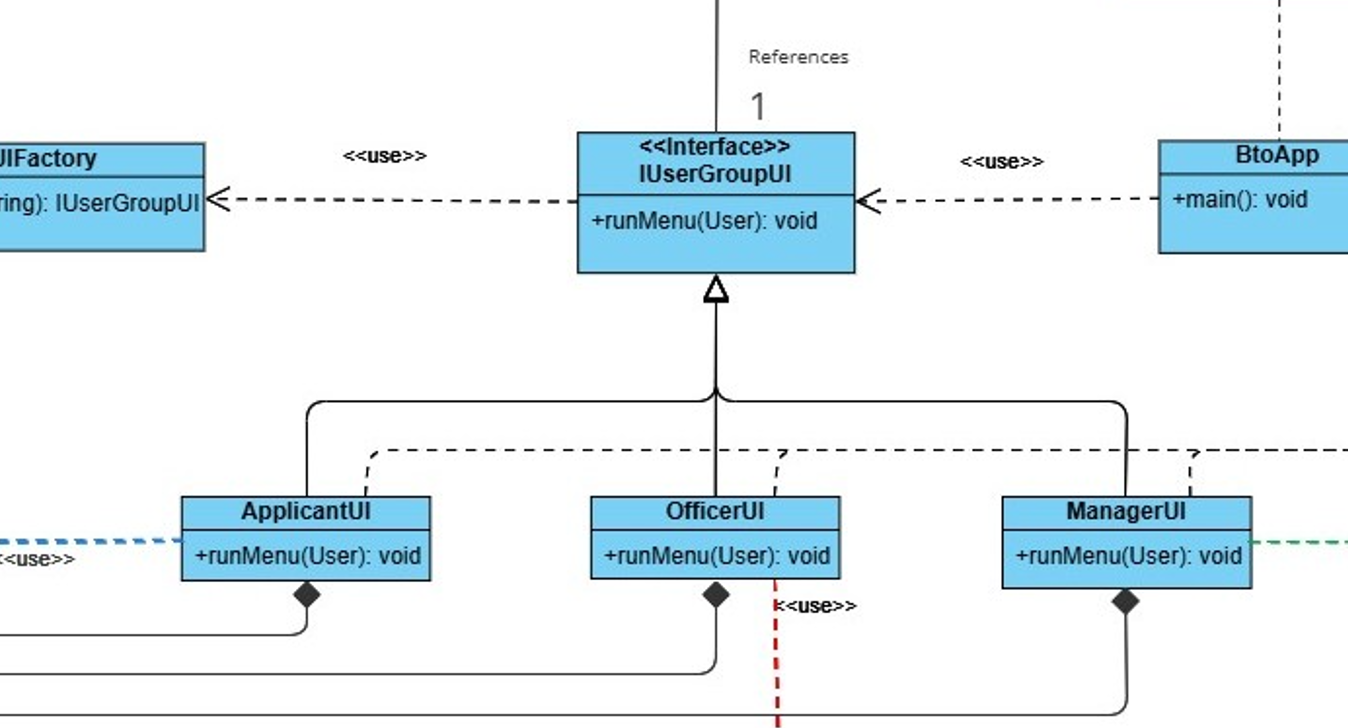 References
1
UIFactory
ring): IUserGroupUI
<<use>>
<<Interface>>
IUserGroupUI
+runMenu(User): void
<<use>>
BtoApp
+main(): void
ApplicantUI
+runMenu(User): void
OfficerUI
+runMenu(User): void
ManagerUI
+runMenu(User): void
<<use>>
<<use>>